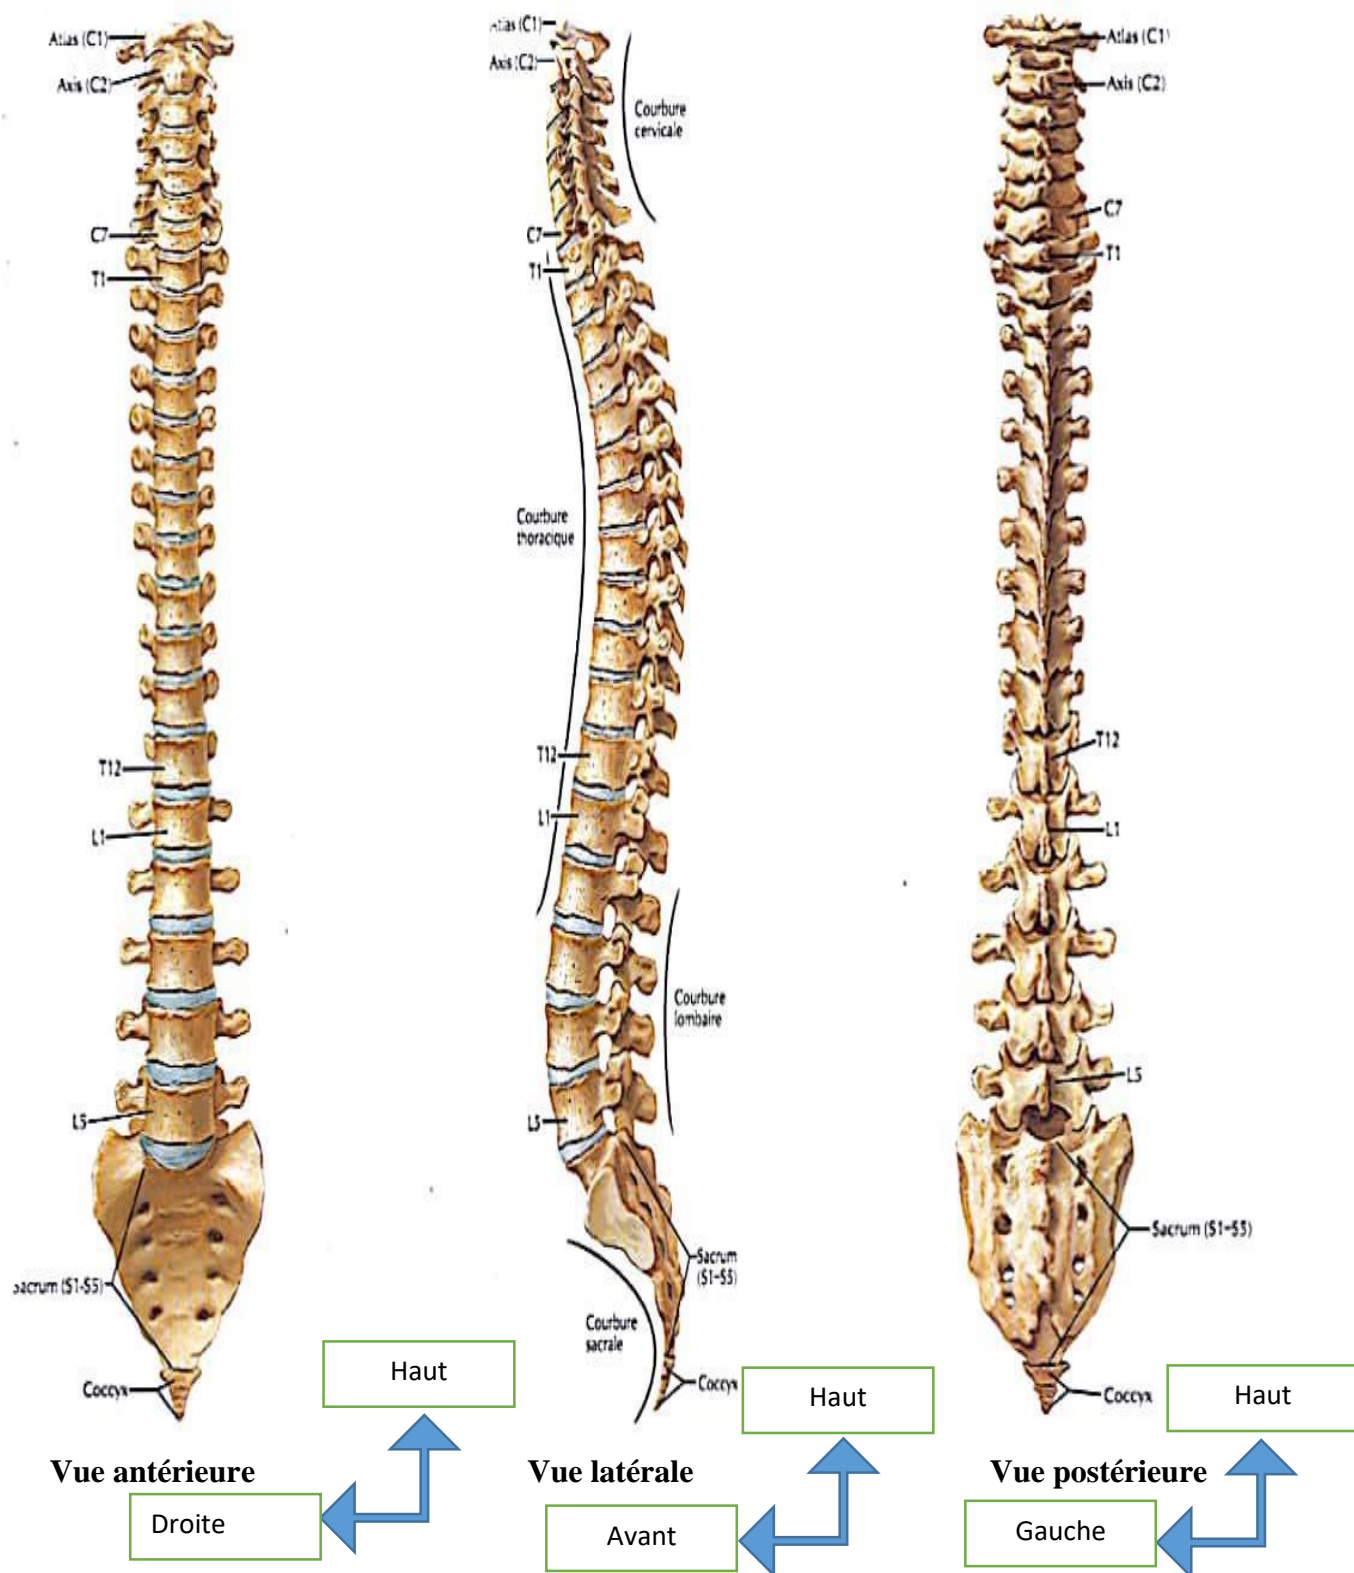 Atlas (C1)
Axis (C2)
C7
T1
T12
L1
L5
Sacrum (S1-S5)
Coccyx
Haut
Vue antérieure
Droite
Atlas (C1)
Axis (C2)
Courbure
cervicale
C7
T1
Courbure
thoracique
T12
L1
Courbure
lombaire
L5
Sacrum
(S1-S5)
Courbure
sacrale
Coccyx
Haut
Vue latérale
Avant
Atlas (C1)
Axis (C2)
C7
T1
T12
L1
L5
Sacrum (S1-S5)
Coccyx
Haut
Vue postérieure
Gauche